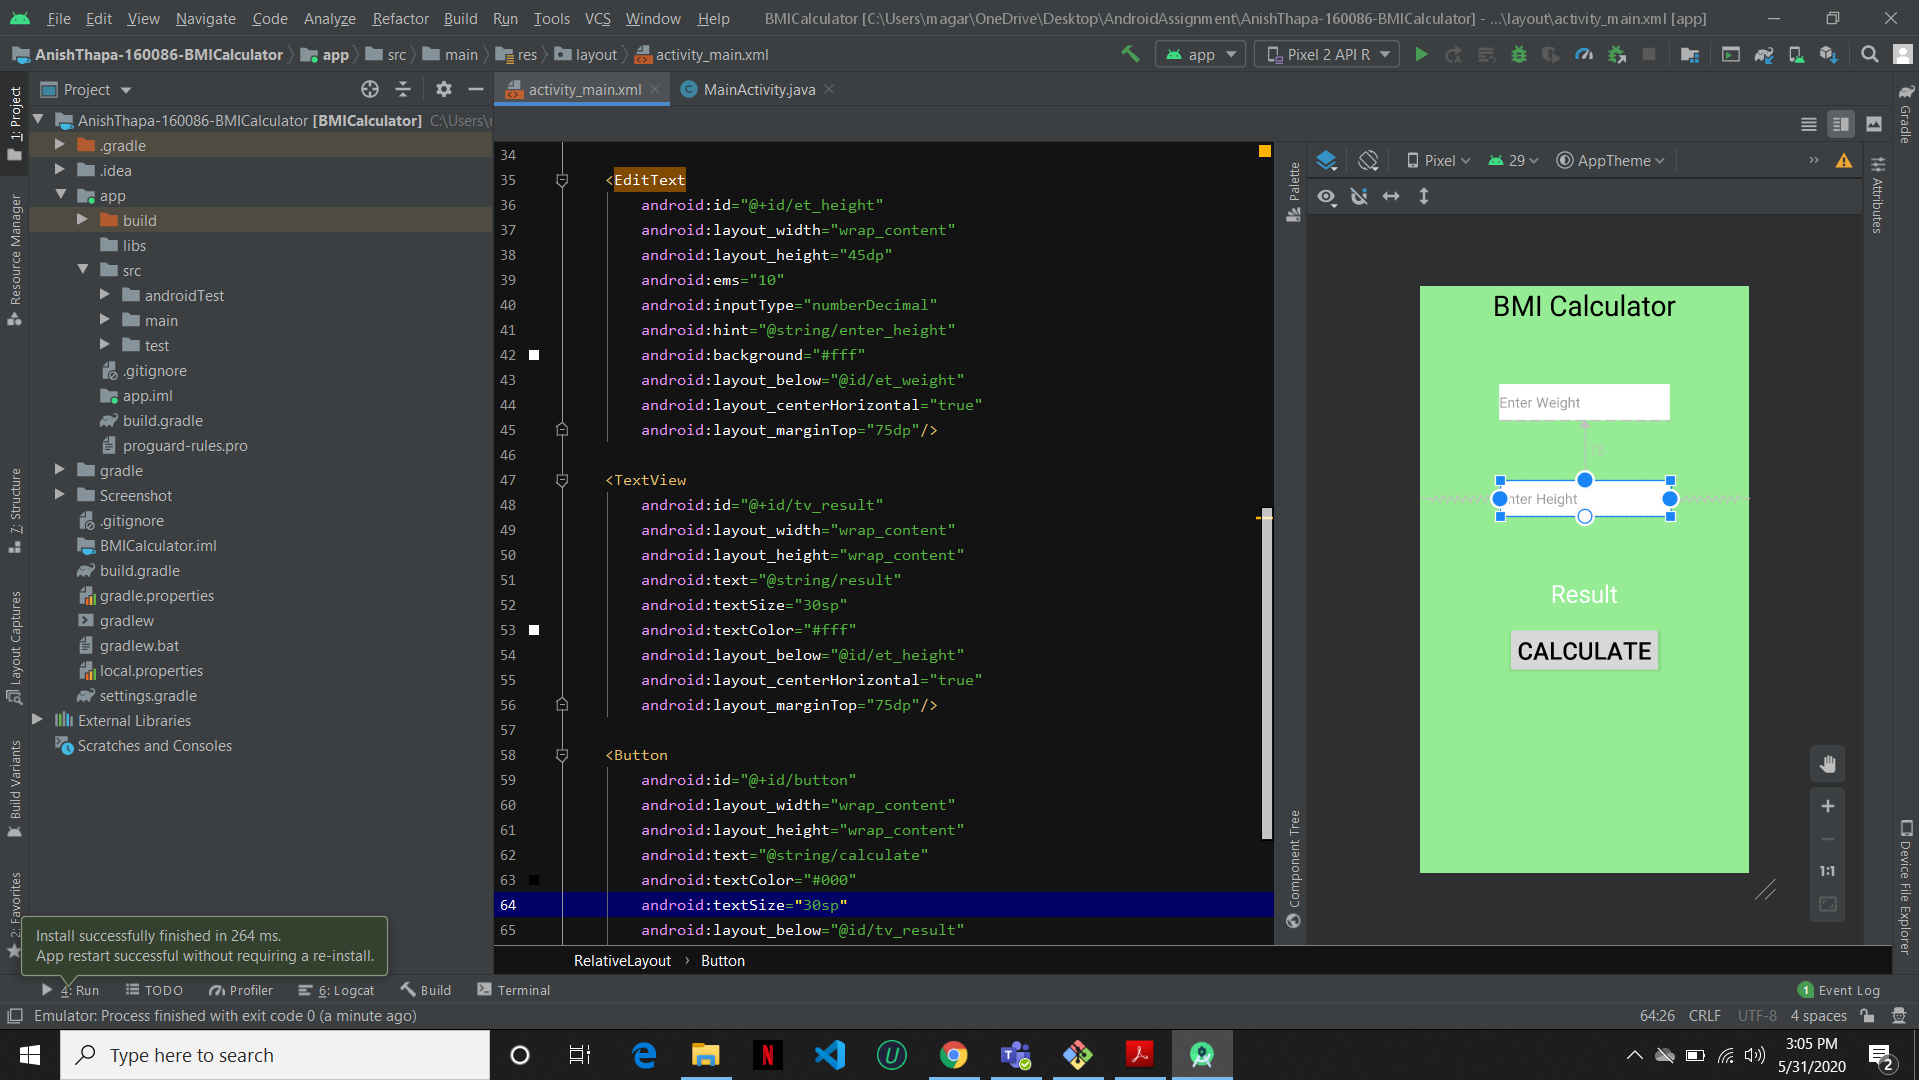 File Edit View Navigate Code Analyze Refactor Build Run Tools VCS Window Help BMICalculator [C:\Users\magar\OneDrive\Desktop\AndroidAssignment\AnishThapa-160086-BMICalculator] - ...\layout\activity_main.xml [app]
AnishThapa-160086-BMICalculator app src main res layout activity_main.xml app Pixel 2 API R
Project
activity_main.xml MainActivity.java
AnishThapa-160086-BMICalculator [BMICalculator] C:\Users\
.gradle
.idea
app
build
libs
src
androidTest
main
test
.gitignore
app.iml
build.gradle
proguard-rules.pro
gradle
Screenshot
.gitignore
BMICalculator.iml
build.gradle
gradle.properties
gradlew
gradlew.bat
local.properties
settings.gradle
External Libraries
Scratches and Consoles
1: Project
Resource Manager
7: Structure
Layout Captures
Build Variants
2: Favorites
34
35 <EditText
36 android:id="@+id/et_height"
37 android:layout_width="wrap_content"
38 android:layout_height="45dp"
39 android:ems="10"
40 android:inputType="numberDecimal"
41 android:hint="@string/enter_height"
42 android:background="#fff"
43 android:layout_below="@id/et_weight"
44 android:layout_centerHorizontal="true"
45 android:layout_marginTop="75dp"/>
46
47 <TextView
48 android:id="@+id/tv_result"
49 android:layout_width="wrap_content"
50 android:layout_height="wrap_content"
51 android:text="@string/result"
52 android:textSize="30sp"
53 android:textColor="#fff"
54 android:layout_below="@id/et_height"
55 android:layout_centerHorizontal="true"
56 android:layout_marginTop="75dp"/>
57
58 <Button
59 android:id="@+id/button"
60 android:layout_width="wrap_content"
61 android:layout_height="wrap_content"
62 android:text="@string/calculate"
63 android:textColor="#000"
64 android:textSize="30sp"
65 android:layout_below="@id/tv_result"
RelativeLayout › Button
Palette
Component Tree
Pixel 29 AppTheme »
BMI Calculator
Enter Weight
75
nter Height
Result
CALCULATE
1:1
Gradle
Attributes
Device File Explorer
Install successfully finished in 264 ms.
App restart successful without requiring a re-install.
4: Run TODO Profiler 6: Logcat Build Terminal 1 Event Log
Emulator: Process finished with exit code 0 (a minute ago) 64:26 CRLF UTF-8 4 spaces
Type here to search
3:05 PM
5/31/2020
2